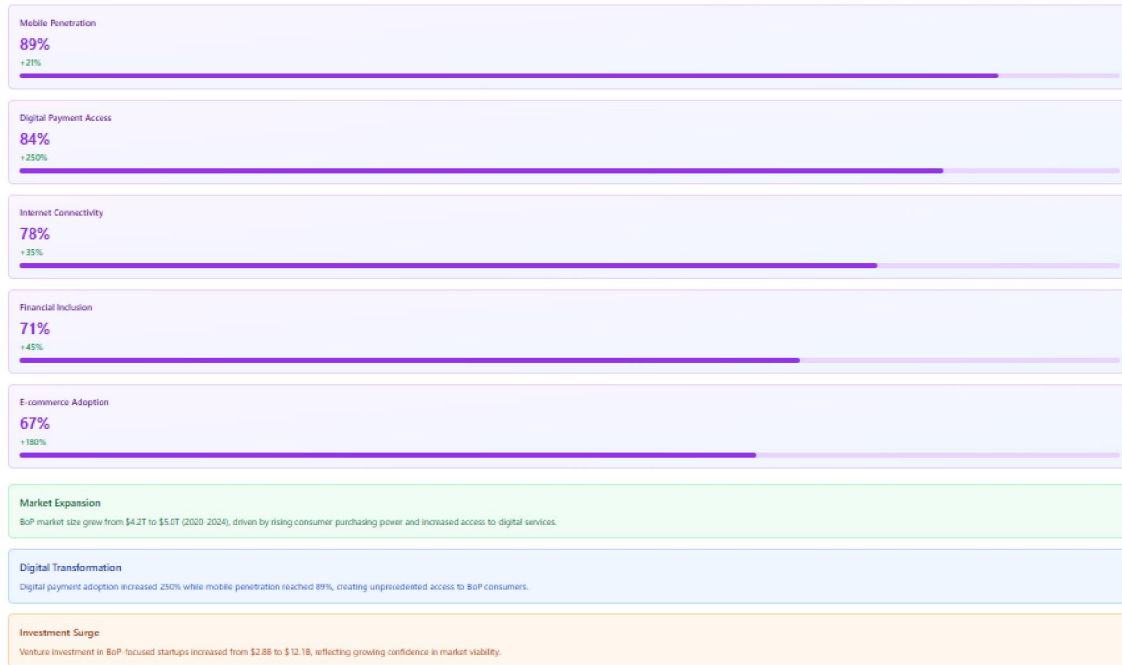 Mobile Penetration
89%
+21%
Digital Payment Access
84%
+250%
Internet Connectivity
78%
+35%
Financial Inclusion
71%
+45%
E-commerce Adoption
67%
+180%
Market Expansion
BoP market size grew from $4.2T to $5.0T (2020-2024), driven by rising consumer purchasing power and increased access to digital services.
Digital Transformation
Digital payment adoption increased 250% while mobile penetration reached 89%, creating unprecedented access to BoP consumers.
Investment Surge
Venture investment in BoP-focused startups increased from $2.8B to $12.1B, reflecting growing confidence in market viability.